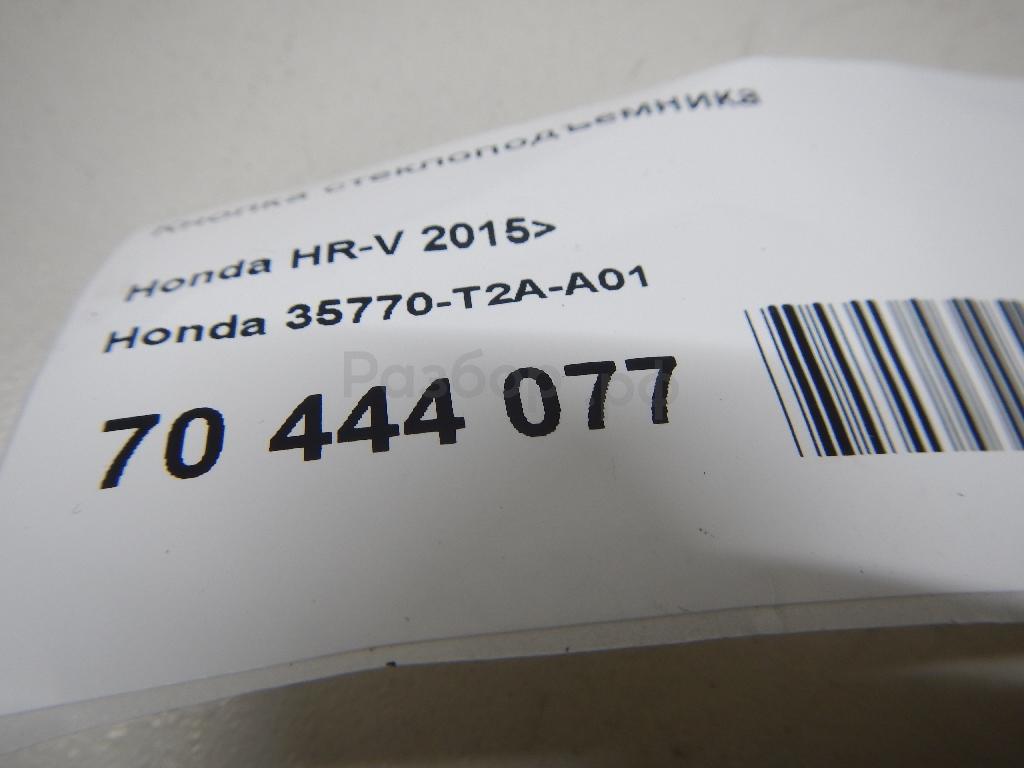 Кнопка стеклоподъемника
Honda HR-V 2015>
Honda 35770-T2A-A01
70 444 077